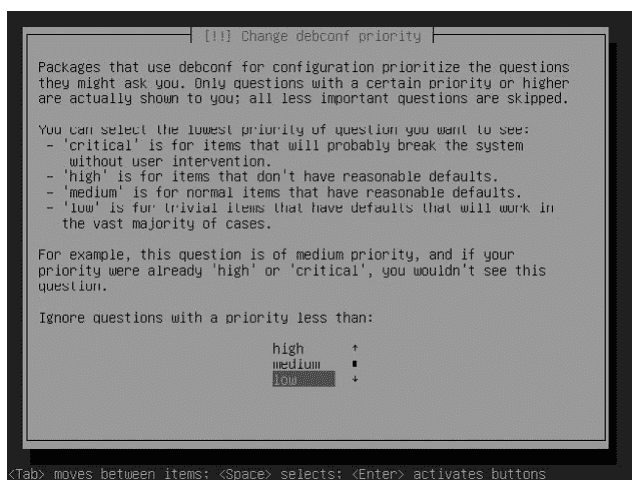 [!!] Change debconf priority
Packages that use debconf for configuration prioritize the questions
they might ask you. Only questions with a certain priority or higher
are actually shown to you; all less important questions are skipped.
You can select the lowest priority of question you want to see:
- 'critical' is for items that will probably break the system
without user intervention.
- 'high' is for items that don't have reasonable defaults.
- 'medium' is for normal items that have reasonable defaults.
- 'low' is for trivial items that have defaults that will work in
the vast majority of cases.
For example, this question is of medium priority, and if your
priority were already 'high' or 'critical', you wouldn't see this
question.
Ignore questions with a priority less than:
high
medium
low
<Tab> moves between items; <Space> selects; <Enter> activates buttons